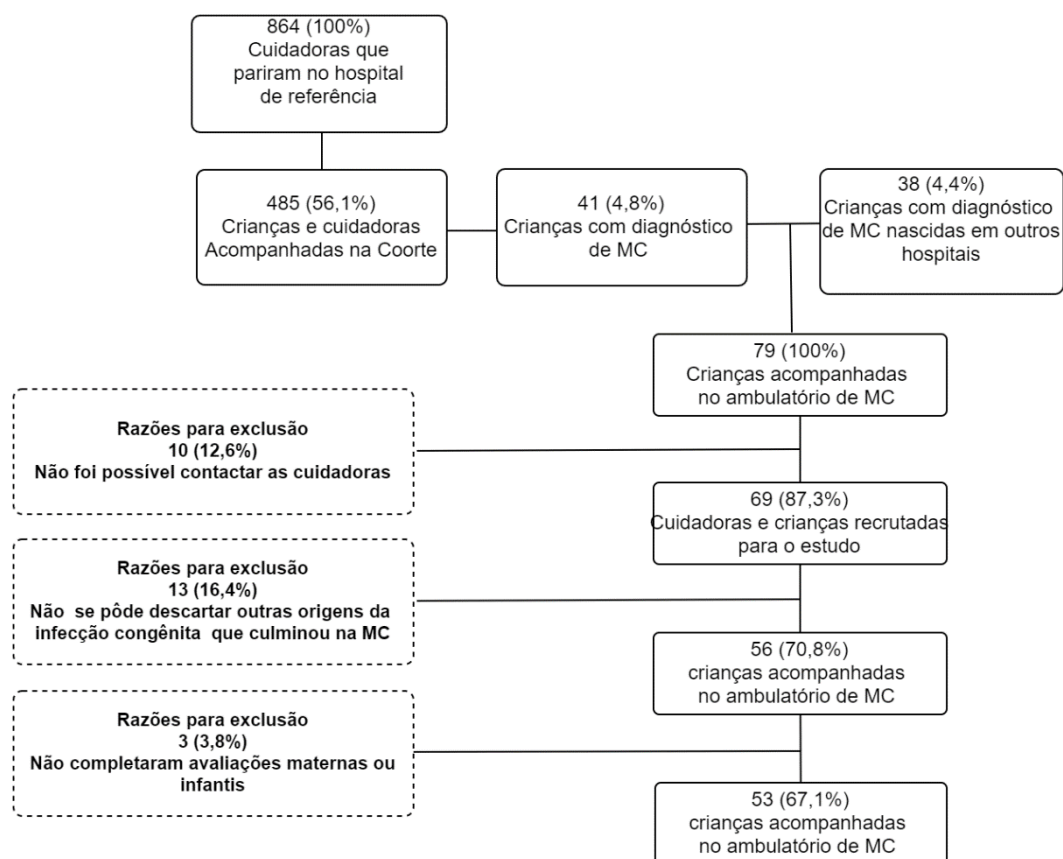 864 (100%)
Cuidadoras que
pariram no hospital
de referência
485 (56,1%)
Crianças e cuidadoras
Acompanhadas na Coorte
41 (4,8%)
Crianças com diagnóstico
de MC
38 (4,4%)
Crianças com diagnóstico
de MC nascidas em outros
hospitais
79 (100%)
Crianças acompanhadas
no ambulatório de MC
Razões para exclusão
10 (12,6%)
Não foi possível contactar as cuidadoras
69 (87,3%)
Cuidadoras e crianças recrutadas
para o estudo
Razões para exclusão
13 (16,4%)
Não se pôde descartar outras origens da
infecção congênita que culminou na MC
56 (70,8%)
crianças acompanhadas
no ambulatório de MC
Razões para exclusão
3 (3,8%)
Não completaram avaliações maternas ou
infantis
53 (67,1%)
crianças acompanhadas
no ambulatório de MC